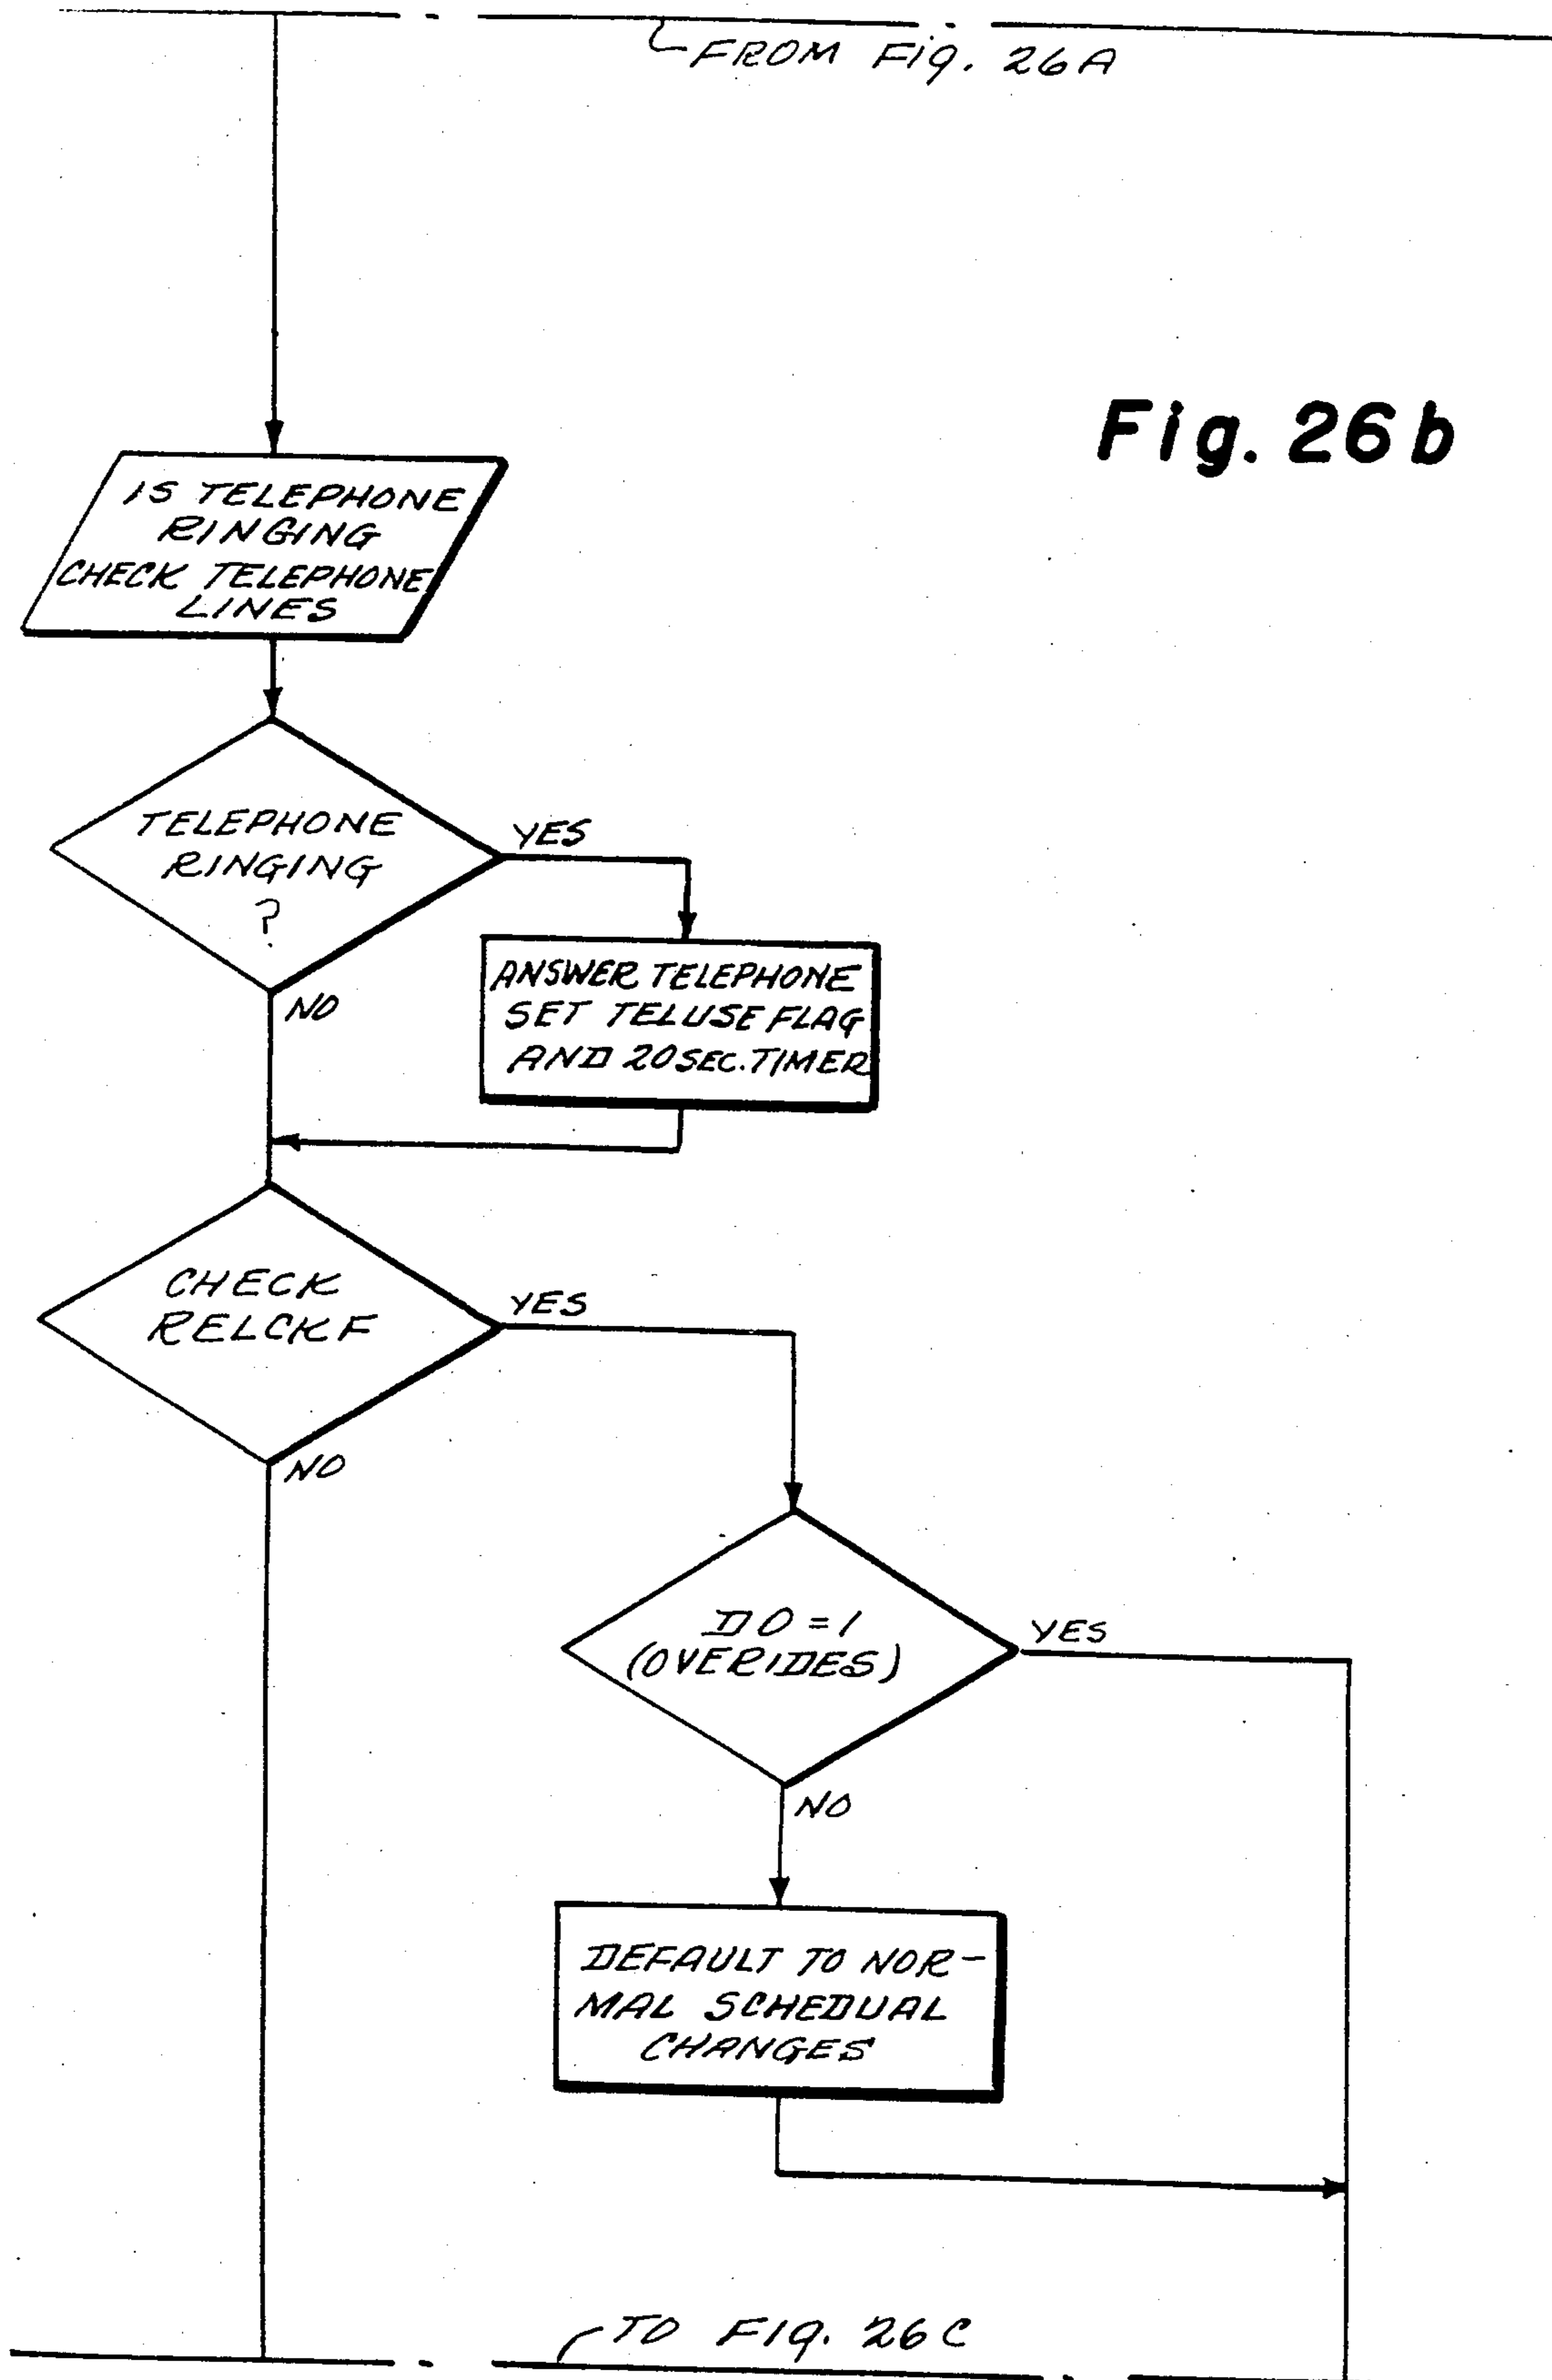 FROM Fig. 26A
Fig. 26b
IS TELEPHONE
RINGING
CHECK TELEPHONE
LINES
TELEPHONE
RINGING
?
YES
NO
ANSWER TELEPHONE
SET TELUSE FLAG
AND 20 SEC. TIMER
CHECK
RELCKF
YES
NO
DO = 1
(OVERIDES)
YES
NO
DEFAULT TO NOR-
MAL SCHEDUAL
CHANGES
TO FIG. 26C